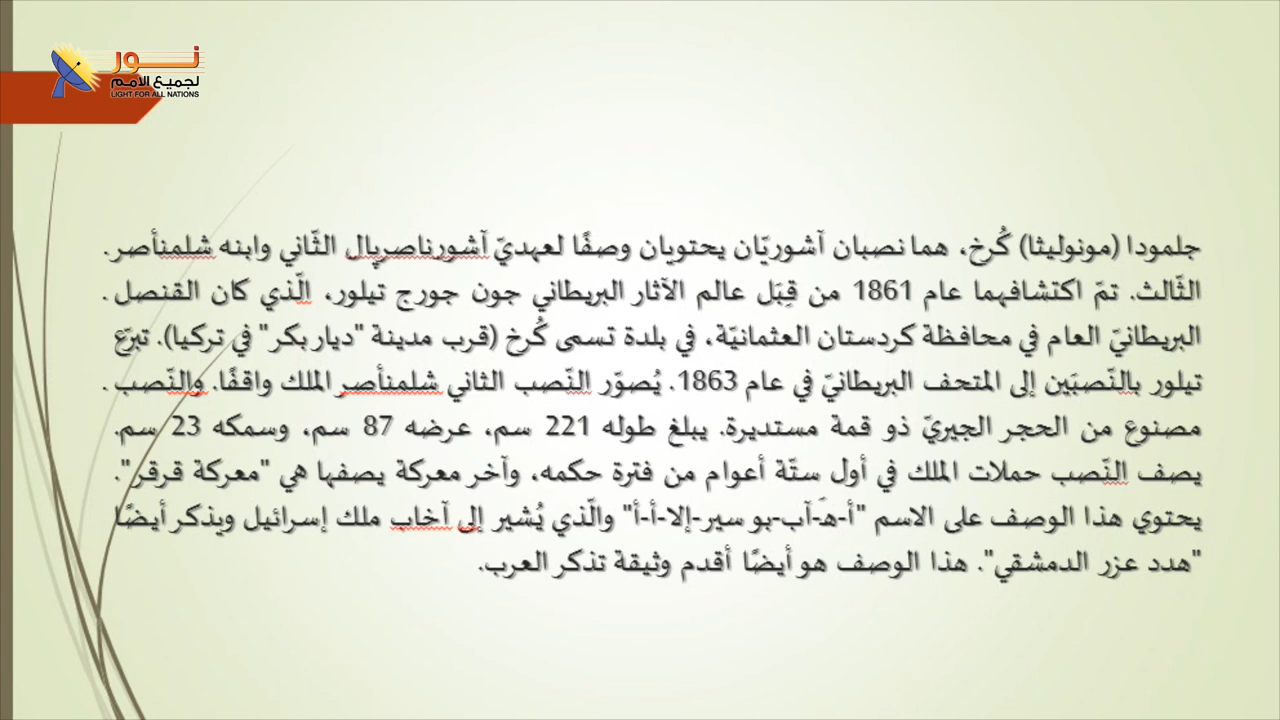 نور
لجميع الأمم
LIGHT FOR ALL NATIONS
جلمودا (مونوليثا) كُرخ، هما نصبان آشوريّان يحتويان وصفًا لعهديّ آشورناصرپال الثّاني وابنه شلمنأصر.
الثّالث. تمّ اكتشافهما عام 1861 من قِبَل عالم الآثار البريطاني جون جورج تيلور، الّذي كان القنصل.
البريطانيّ العام في محافظة كردستان العثمانيّة، في بلدة تسمى كُرخ (قرب مدينة "ديار بكر" في تركيا). تبرّع
تيلور بالنّصبَين إلى المتحف البريطانيّ في عام 1863. يُصوّر النّصب الثاني شلمنأصر الملك واقفًا. والنّصب.
مصنوع من الحجر الجيريّ ذو قمة مستديرة. يبلغ طوله 221 سم، عرضه 87 سم، وسمكه 23 سم.
يصف النّصب حملات الملك في أول ستّة أعوام من فترة حكمه، وآخر معركة يصفها هي "معركة قرقر".
يحتوي هذا الوصف على الاسم "أ-هَـ-آب-بو سير-إلا-أ-أ" والّذي يُشير إلى آخاب ملك إسرائيل ويذكر أيضًا
"هدد عزر الدمشقي". هذا الوصف هو أيضًا أقدم وثيقة تذكر العرب.